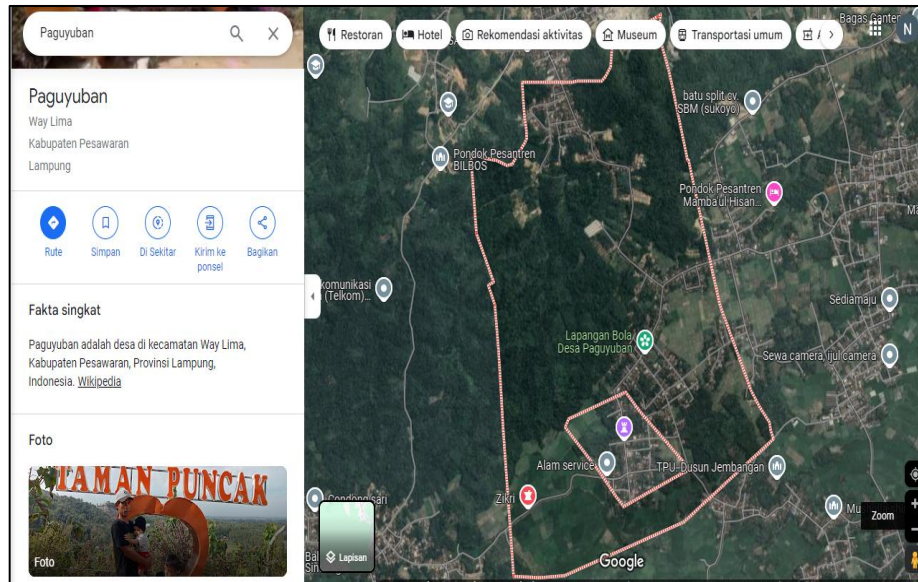 Paguyuban
Paguyuban
Way Lima
Kabupaten Pesawaran
Lampung
Rute
Simpan
Di Sekitar
Kirim ke
ponsel
Bagikan
Fakta singkat
Paguyuban adalah desa di kecamatan Way Lima,
Kabupaten Pesawaran, Provinsi Lampung,
Indonesia. Wikipedia
Foto
TAMAN PUNCAK
Foto
Restoran
Hotel
Rekomendasi aktivitas
Museum
Transportasi umum
N
batu split cv.
SBM (sukoyo)
Pondok Pesantren
BILBOS
Pondok Pesantren
Mamba'ul Hisan...
komunikasi
(Telkom)...
Sediamaju
Lapangan Bola
Desa Paguyuban
Sewa camera, ijul camera
Alam service
TPU Dusun Jembangan
Zikri
Zoom
Lapisan
Google